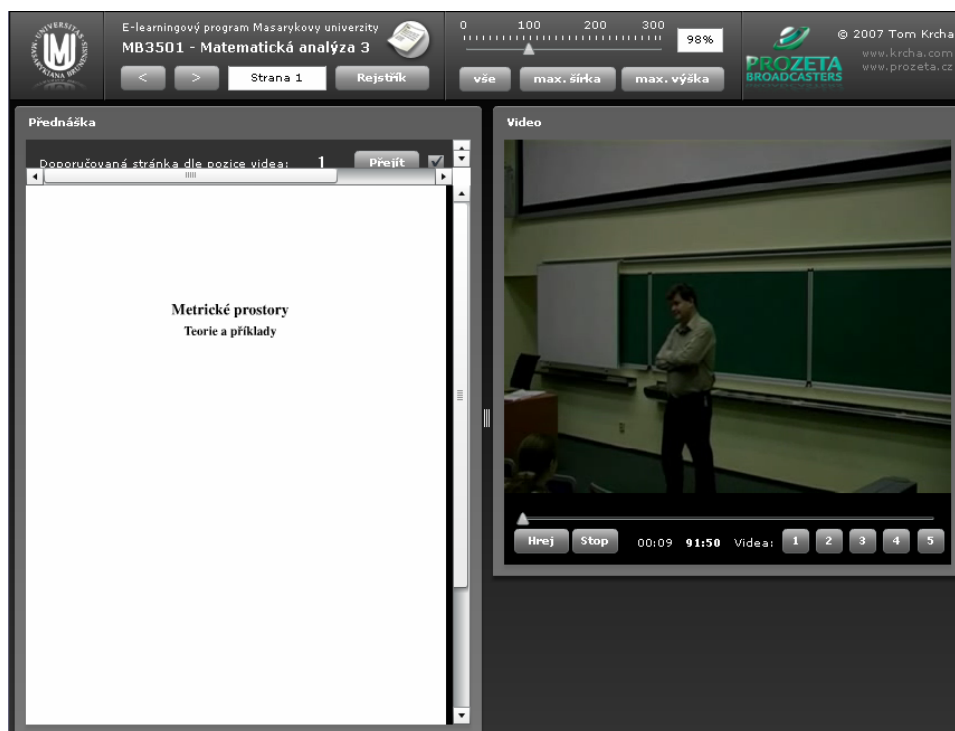 E-learningový program Masarykovy univerzity
MB3501 - Matematická analýza 3
<
>
Strana 1
Rejstřík
0 100 200 300
98%
vše
max. šířka
max. výška
PROZETA
BROADCASTERS
© 2007 Tom Krcha
www.krcha.com
www.prozeta.cz
Přednáška
Doporučovaná stránka dle pozice videa: 1 Přejít
Metrické prostory
Teorie a příklady
Video
Hrej Stop 00:09 91:50 Videa: 1 2 3 4 5